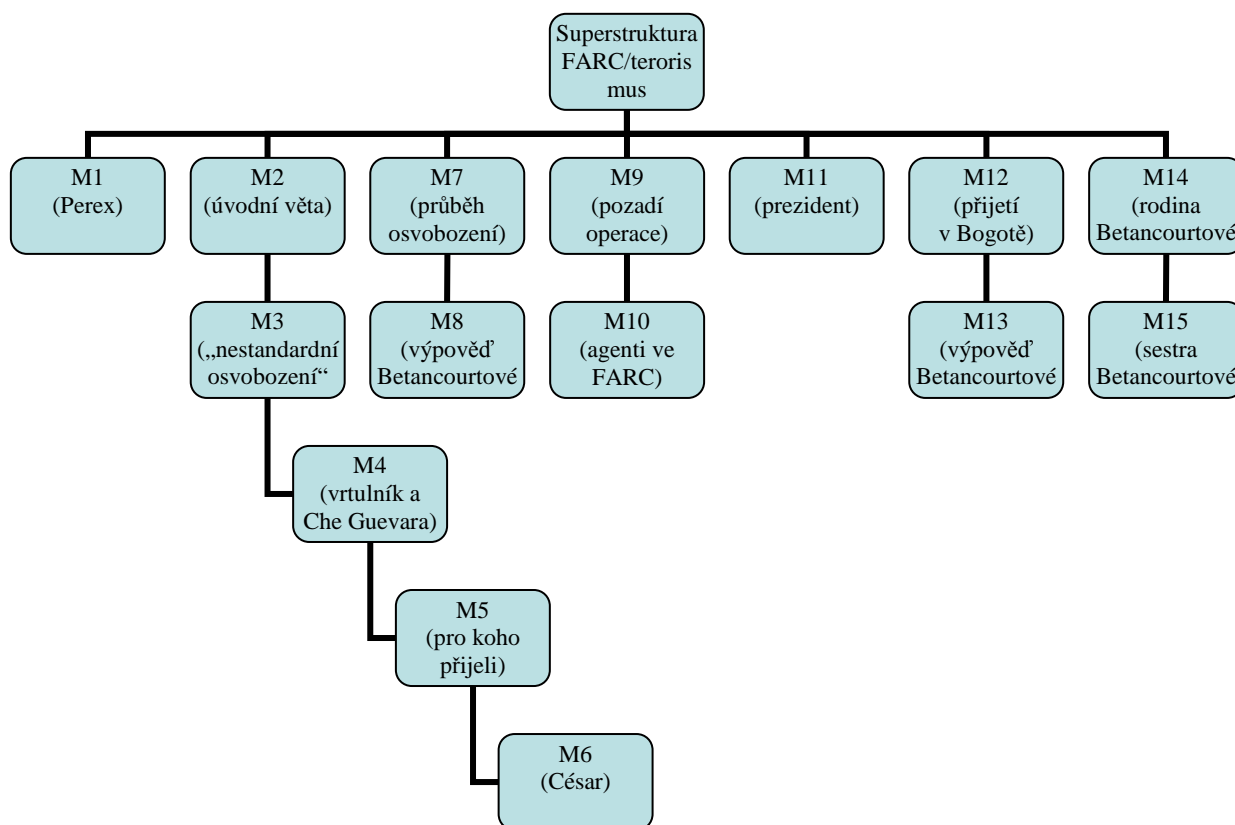 Superstruktura
FARC/teroris
mus
M1
(Perex)
M2
(úvodní věta)
M7
(průběh
osvobození)
M9
(pozadí
operace)
M11
(prezident)
M12
(přijetí
v Bogotě)
M14
(rodina
Betancourtové
M3
(„nestandardní
osvobození“
M8
(výpověď
Betancourtové
M10
(agenti ve
FARC)
M13
(výpověď
Betancourtové
M15
(sestra
Betancourtové
M4
(vrtulník a
Che Guevara)
M5
(pro koho
přijeli)
M6
(César)